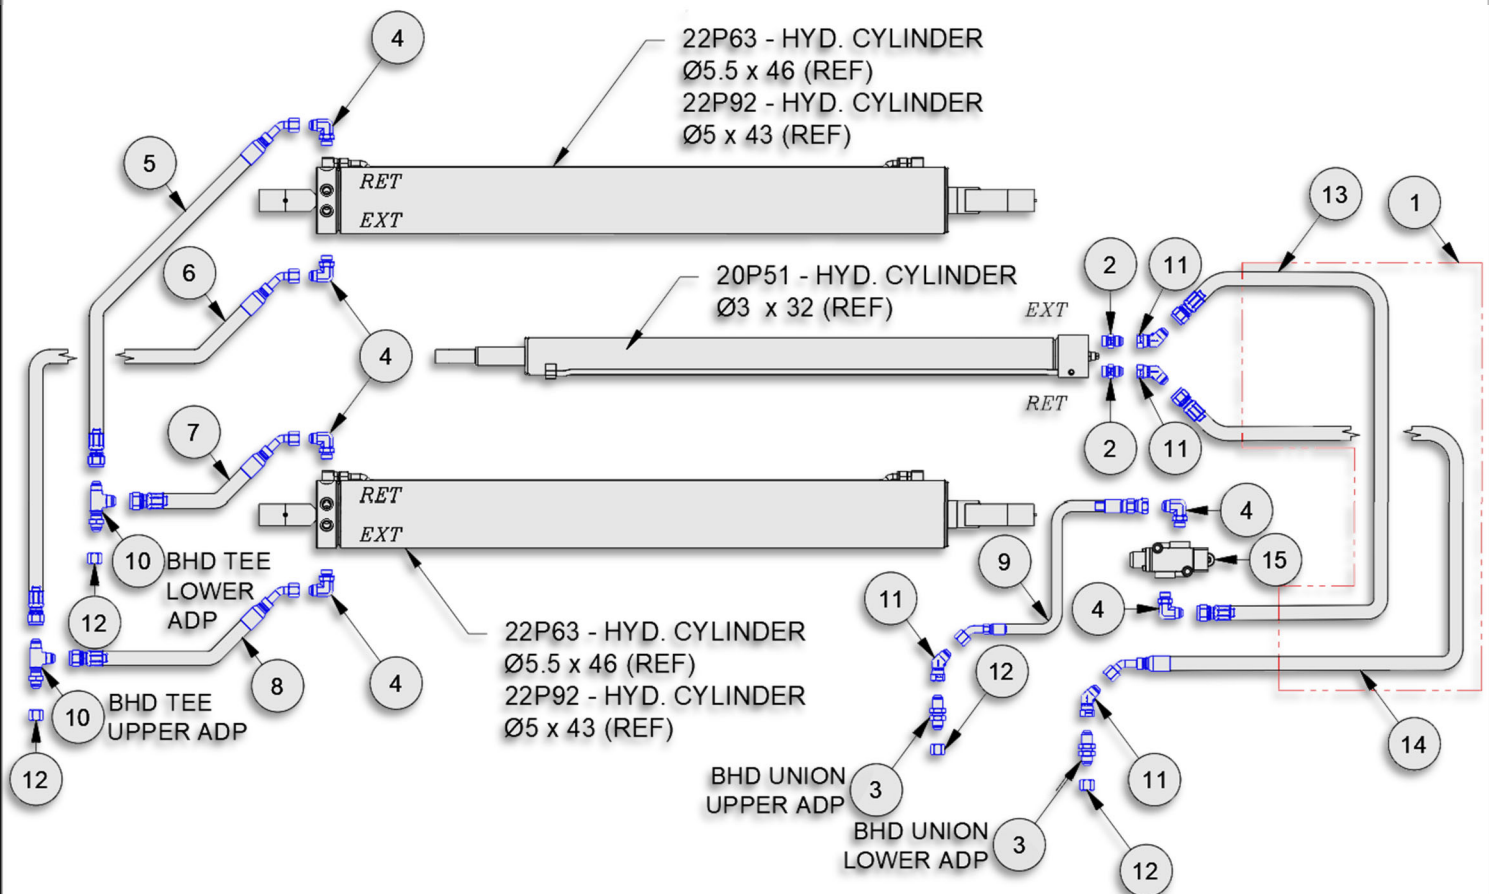 4
22P63 - HYD. CYLINDER
Ø5.5 x 46 (REF)
22P92 - HYD. CYLINDER
Ø5 x 43 (REF)
5
RET
EXT
13
1
6
20P51 - HYD. CYLINDER
Ø3 x 32 (REF)
2
11
EXT
4
RET
7
2
11
RET
EXT
4
10
BHD TEE
LOWER
ADP
12
9
15
11
4
22P63 - HYD. CYLINDER
Ø5.5 x 46 (REF)
22P92 - HYD. CYLINDER
Ø5 x 43 (REF)
8
4
12
10
BHD TEE
UPPER ADP
12
14
BHD UNION
UPPER ADP
3
11
BHD UNION
LOWER ADP
3
12